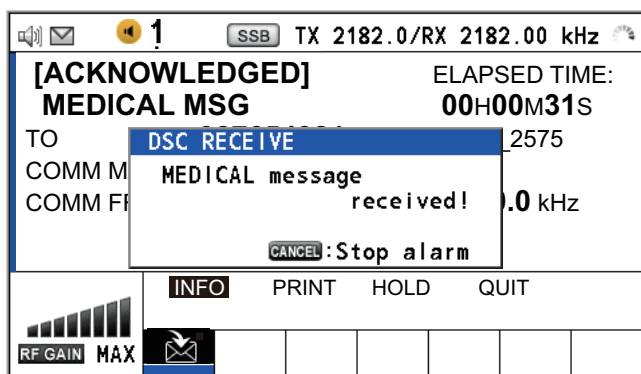 1 SSB TX 2182.0/RX 2182.00 kHz
[ACKNOWLEDGED] ELAPSED TIME:
MEDICAL MSG 00H00M31S
TO _2575
DSC RECEIVE
COMM M
MEDICAL message
received!
COMM .0 kHz
CANCEL:Stop alarm
INFO PRINT HOLD QUIT
RF GAIN MAX